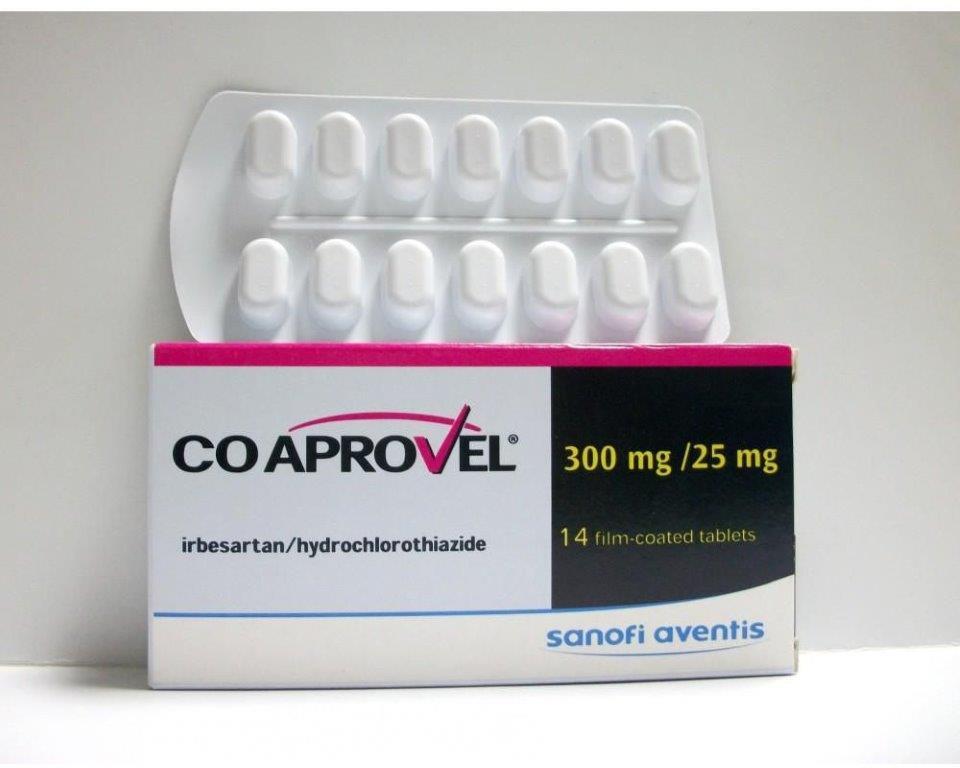 CO APROVEL®
300 mg /25 mg
irbesartan/hydrochlorothiazide
14 film-coated tablets
sanofi aventis